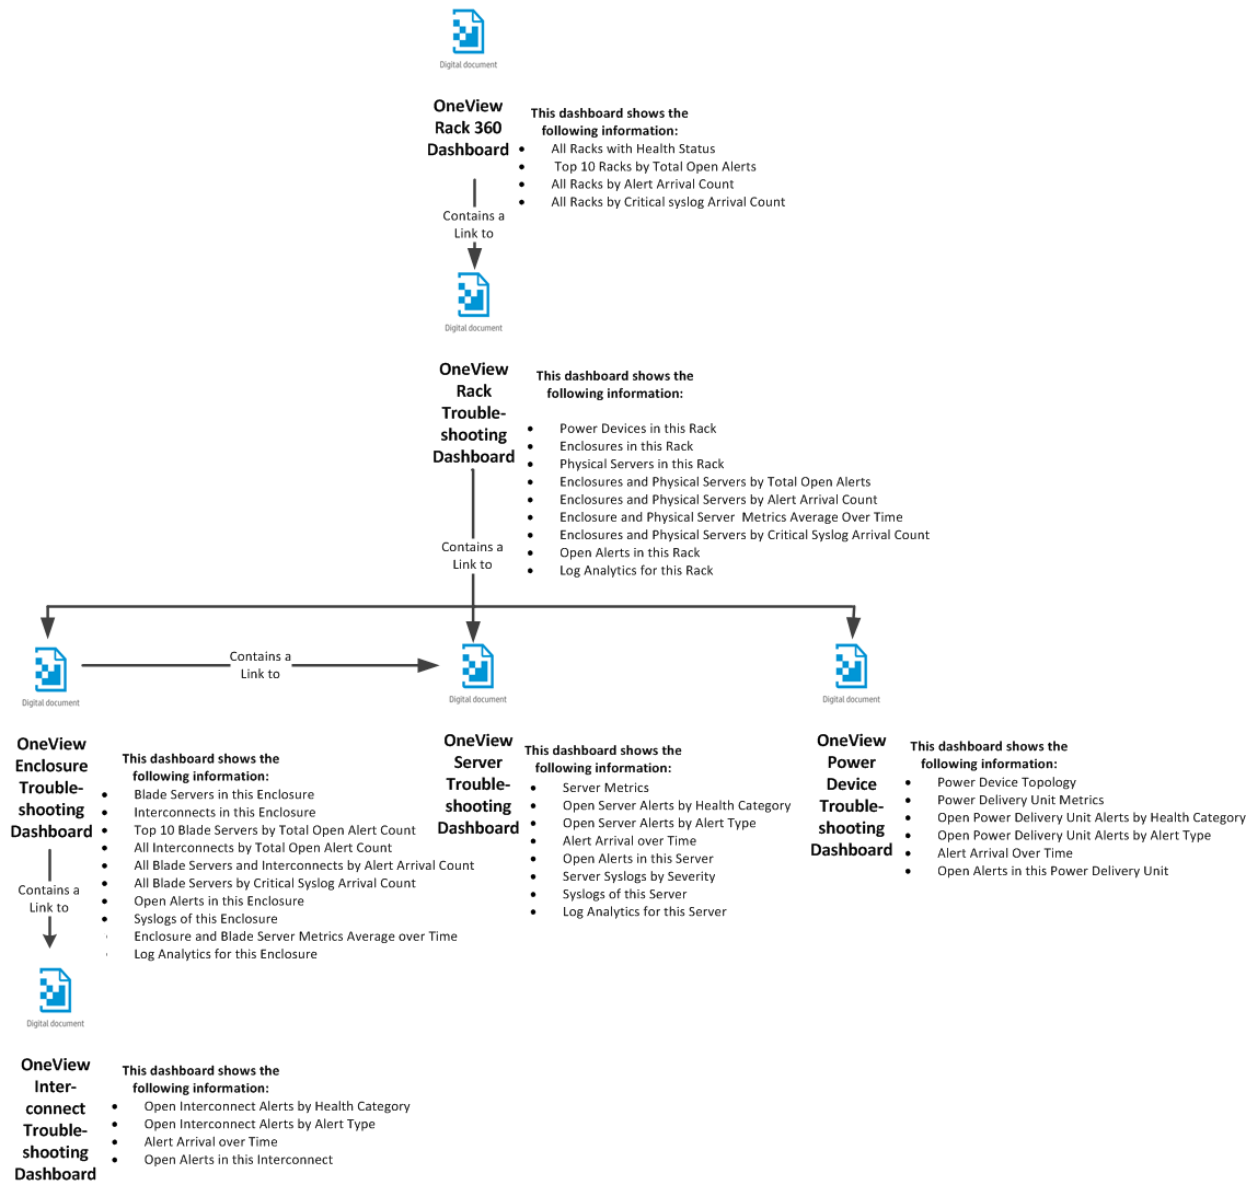 Digital document
OneView
Rack 360
Dashboard
This dashboard shows the
following information:
• All Racks with Health Status
• Top 10 Racks by Total Open Alerts
• All Racks by Alert Arrival Count
• All Racks by Critical syslog Arrival Count
Contains a
Link to
Digital document
OneView
Rack
Trouble-
shooting
Dashboard
This dashboard shows the
following information:
• Power Devices in this Rack
• Enclosures in this Rack
• Physical Servers in this Rack
• Enclosures and Physical Servers by Total Open Alerts
• Enclosures and Physical Servers by Alert Arrival Count
• Enclosure and Physical Server Metrics Average Over Time
• Enclosures and Physical Servers by Critical Syslog Arrival Count
• Open Alerts in this Rack
• Log Analytics for this Rack
Contains a
Link to
Contains a
Link to
Digital document
OneView
Enclosure
Trouble-
shooting
Dashboard
This dashboard shows the
following information:
• Blade Servers in this Enclosure
• Interconnects in this Enclosure
• Top 10 Blade Servers by Total Open Alert Count
• All Interconnects by Total Open Alert Count
• All Blade Servers and Interconnects by Alert Arrival Count
• All Blade Servers by Critical Syslog Arrival Count
• Open Alerts in this Enclosure
• Syslogs of this Enclosure
· Enclosure and Blade Server Metrics Average over Time
· Log Analytics for this Enclosure
Digital document
OneView
Server
Trouble-
shooting
Dashboard
This dashboard shows the
following information:
• Server Metrics
• Open Server Alerts by Health Category
• Open Server Alerts by Alert Type
• Alert Arrival over Time
• Open Alerts in this Server
• Server Syslogs by Severity
• Syslogs of this Server
• Log Analytics for this Server
Digital document
OneView
Power
Device
Trouble-
shooting
Dashboard
This dashboard shows the
following information:
• Power Device Topology
• Power Delivery Unit Metrics
• Open Power Delivery Unit Alerts by Health Category
• Open Power Delivery Unit Alerts by Alert Type
• Alert Arrival Over Time
• Open Alerts in this Power Delivery Unit
Contains a
Link to
Digital document
OneView
Inter-
connect
Trouble-
shooting
Dashboard
This dashboard shows the
following information:
• Open Interconnect Alerts by Health Category
• Open Interconnect Alerts by Alert Type
• Alert Arrival over Time
• Open Alerts in this Interconnect